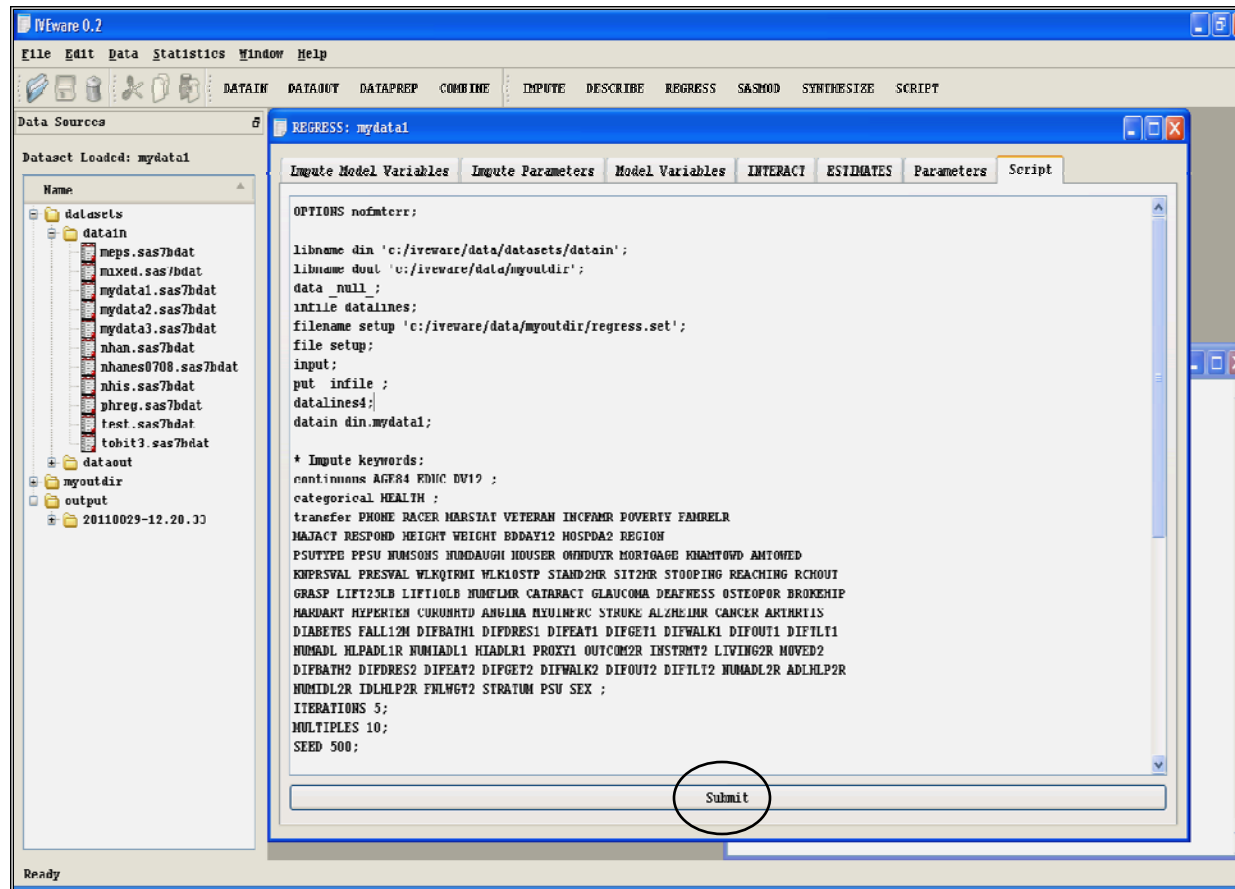 IVEware 0.2
File Edit Data Statistics Window Help
DATAIN DATAOUT DATAPREP COMBINE IMPUTE DESCRIBE REGRESS SASMOD SYNTHESIZE SCRIPT
Data Sources
Dataset Loaded: mydata1
Name
datasets
datain
meps.sas7bdat
mixed.sas7bdat
mydata1.sas7bdat
mydata2.sas7bdat
mydata3.sas7bdat
nhan.sas7bdat
nhanes0708.sas7bdat
nhis.sas7bdat
phreg.sas7bdat
test.sas7bdat
tobit3.sas7bdat
dataout
myoutdir
output
REGRESS: mydata1
Impute Model Variables Impute Parameters Model Variables INTERACT ESTIMATES Parameters Script
OPTIONS nofmterr;
libname din 'c:/iveware/data/datasets/datain';
libname dout 'c:/iveware/data/myoutdir';
data _null_;
infile datalines;
filename setup 'c:/iveware/data/myoutdir/regress.set';
file setup;
input;
put _infile_;
datalines4;
datain din.mydata1;
* Impute keywords;
continuous AGE84 EDUC DV12 ;
categorical HEALTH ;
transfer PHONE RACER MARSTAT VETERAN INCFAMR POVERTY FAMRELR
MAJACT RESPOND HEIGHT WEIGHT BDDAY12 HOSPDA2 REGION
PSUTYPE PPSU NUMSONS NUMDAUGH HOUSER OWNDUYR MORTGAGE KNAMTOWD AMTOWED
KNPRSVAL PRESVAL WLKQTRMI WLK10STP STAND2HR SIT2HR STOOPING REACHING RCHOUT
GRASP LIFT25LB LIFT10LB NUMFLMR CATARACT GLAUCOMA DEAFNESS OSTEOPOR BROKEHIP
HARDART HYPERTEN CORONHTD ANGINA MYOINFRC STROKE ALZHEIMR CANCER ARTHRTIS
DIABETES FALL12M DIFBATH1 DIFDRES1 DIFEAT1 DIFGET1 DIFWALK1 DIFOUT1 DIFTLT1
NUMADL HLPADL1R NUMIADL1 HIADLR1 PROXY1 OUTCOM2R INSTRMT2 LIVING2R MOVED2
DIFBATH2 DIFDRES2 DIFEAT2 DIFGET2 DIFWALK2 DIFOUT2 DIFTLT2 NUMADL2R ADLHLP2R
NUMIDL2R IDLHLP2R FNLWGT2 STRATUM PSU SEX ;
ITERATIONS 5;
MULTIPLES 10;
SEED 500;
Submit
Ready